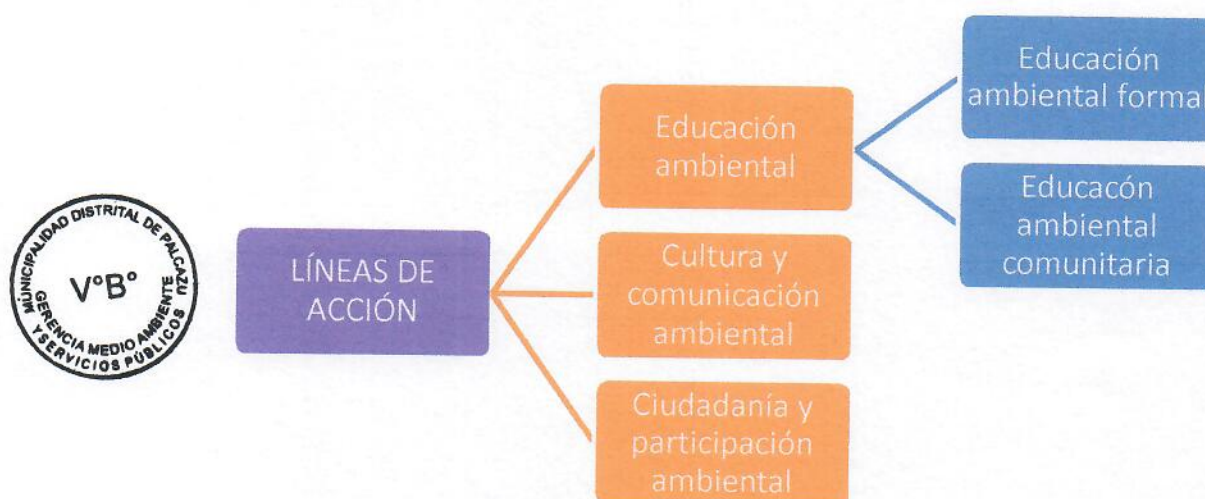 MUNICIPALIDAD DISTRITAL DE PALCAZU
V°B°
GERENCIA MEDIO AMBIENTE
Y SERVICIOS PÚBLICOS
LÍNEAS DE
ACCIÓN
Educación
ambiental
Cultura y
comunicación
ambiental
Ciudadanía y
participación
ambiental
Educación
ambiental formal
Educacón
ambiental
comunitaria